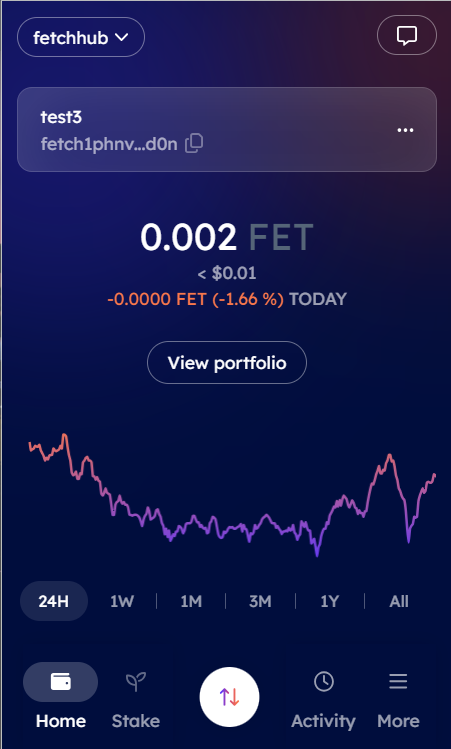 fetchhub
test3
fetch1phnv...d0n
0.002 FET
< $0.01
-0.0000 FET (-1.66 %) TODAY
View portfolio
24H 1W 1M 3M 1Y All
Home Stake Activity More